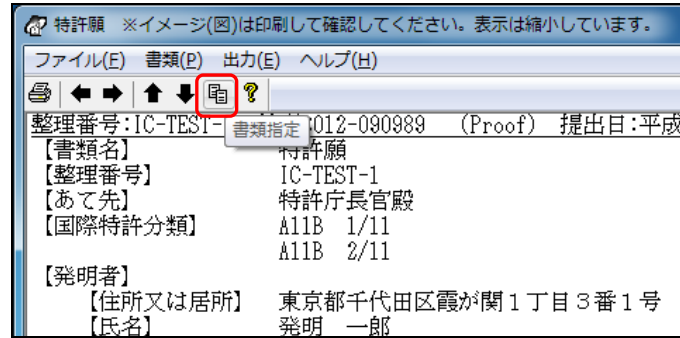 特許願　※イメージ(図)は印刷して確認してください。表示は縮小しています。
ファイル(F)　書類(P)　出力(E)　ヘルプ(H)
整理番号:IC-TEST- 012-090989　(Proof)　提出日:平成
書類指定
【書類名】　特許願
【整理番号】　IC-TEST-1
【あて先】　特許庁長官殿
【国際特許分類】　A11B　1/11
A11B　2/11
【発明者】
【住所又は居所】　東京都千代田区霞が関１丁目３番１号
【氏名】　発明　一郎